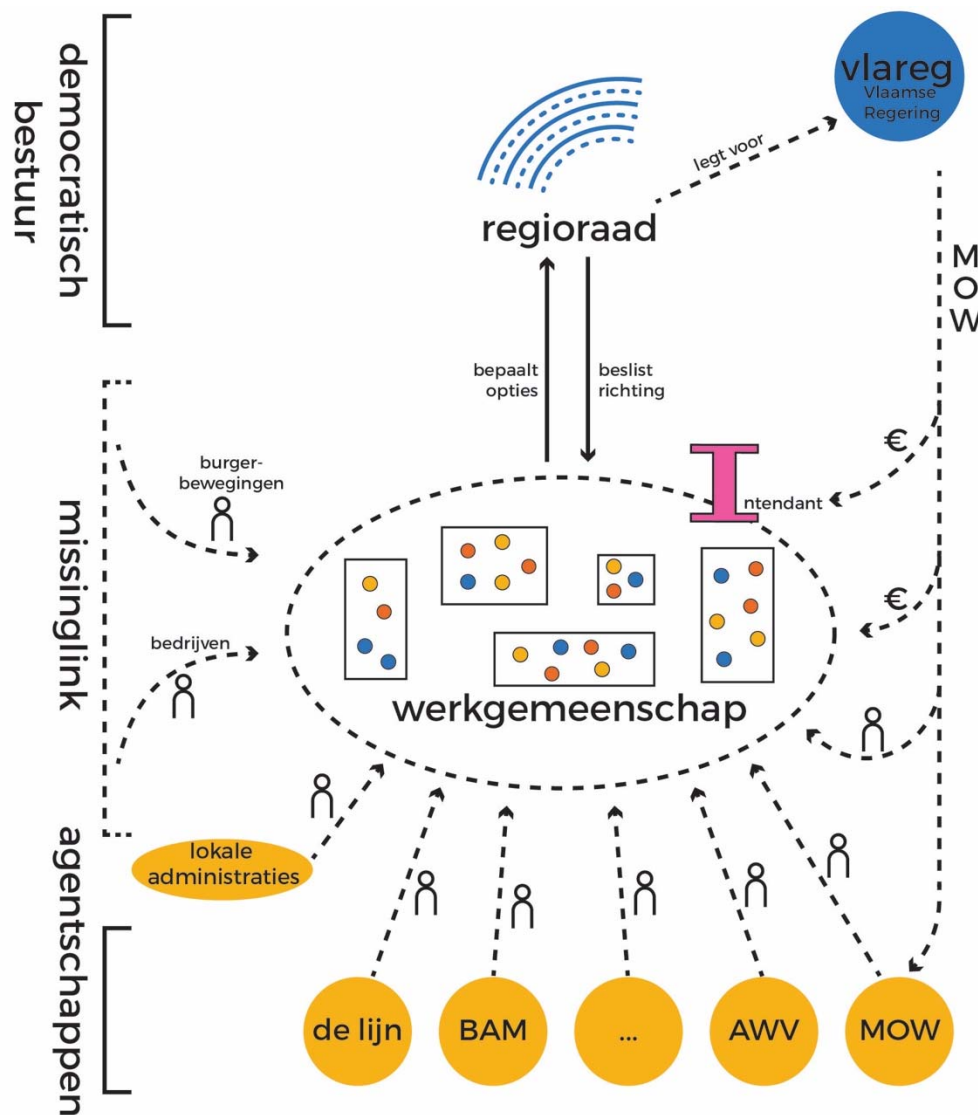 democratisch
bestuur
vlareg
Vlaamse
Regering
legt voor
regioraad
M
O
W
bepaalt
opties
beslist
richting
missinglink
burger-
bewegingen
€
Intendant
€
bedrijven
werkgemeenschap
lokale
administraties
agentschappen
de lijn
BAM
...
AWV
MOW